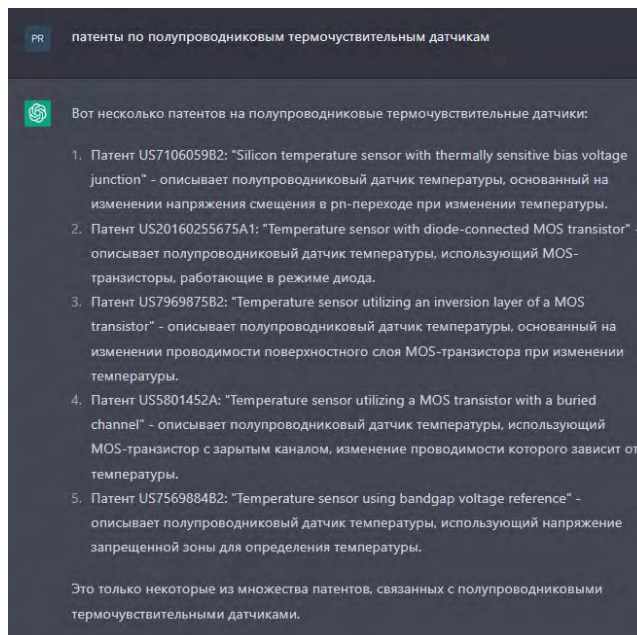 PR
патенты по полупроводниковым термочуствительным датчикам
Вот несколько патентов на полупроводниковые термочувствительные датчики:
1. Патент US7106059B2: "Silicon temperature sensor with thermally sensitive bias voltage
junction" - описывает полупроводниковый датчик температуры, основанный на
изменении напряжения смещения в pn-переходе при изменении температуры.
2. Патент US20160255675A1: "Temperature sensor with diode-connected MOS transistor" -
описывает полупроводниковый датчик температуры, использующий MOS-
транзисторы, работающие в режиме диода.
3. Патент US7969875B2: "Temperature sensor utilizing an inversion layer of a MOS
transistor" - описывает полупроводниковый датчик температуры, основанный на
изменении проводимости поверхностного слоя MOS-транзистора при изменении
температуры.
4. Патент US5801452A: "Temperature sensor utilizing a MOS transistor with a buried
channel" - описывает полупроводниковый датчик температуры, использующий
MOS-транзистор с зарытым каналом, изменение проводимости которого зависит от
температуры.
5. Патент US7569884B2: "Temperature sensor using bandgap voltage reference" -
описывает полупроводниковый датчик температуры, использующий напряжение
запрещенной зоны для определения температуры.
Это только некоторые из множества патентов, связанных с полупроводниковыми
термочувствительными датчиками.